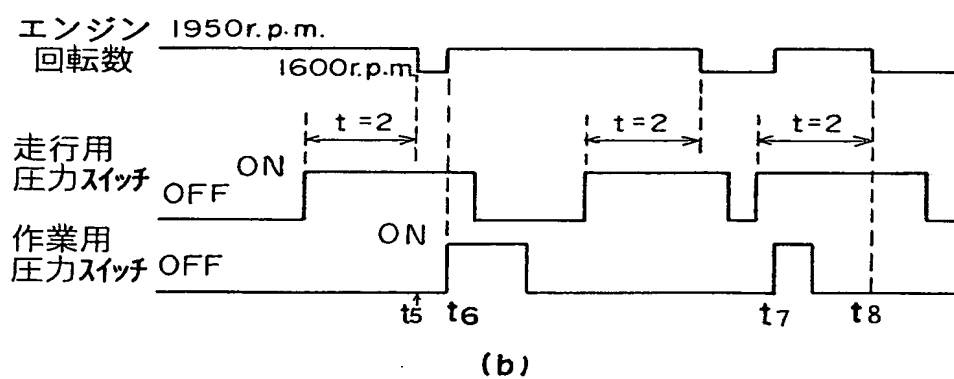 エンジン
回転数
1950r.p.m.
1600r.p.m
t=2
t=2
t=2
走行用
圧力スイッチ
ON
OFF
作業用
圧力スイッチ
ON
OFF
t5
t6
t7
t8
(b)